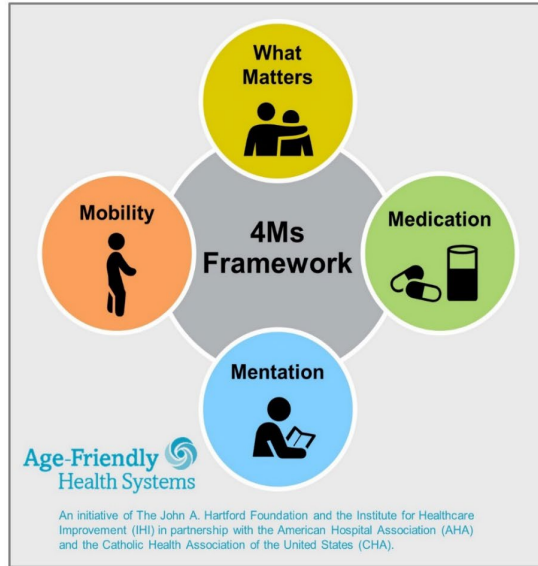 What
Matters
Mobility
4Ms
Framework
Medication
Mentation
Age-Friendly
Health Systems
An initiative of The John A. Hartford Foundation and the Institute for Healthcare
Improvement (IHI) in partnership with the American Hospital Association (AHA)
and the Catholic Health Association of the United States (CHA).